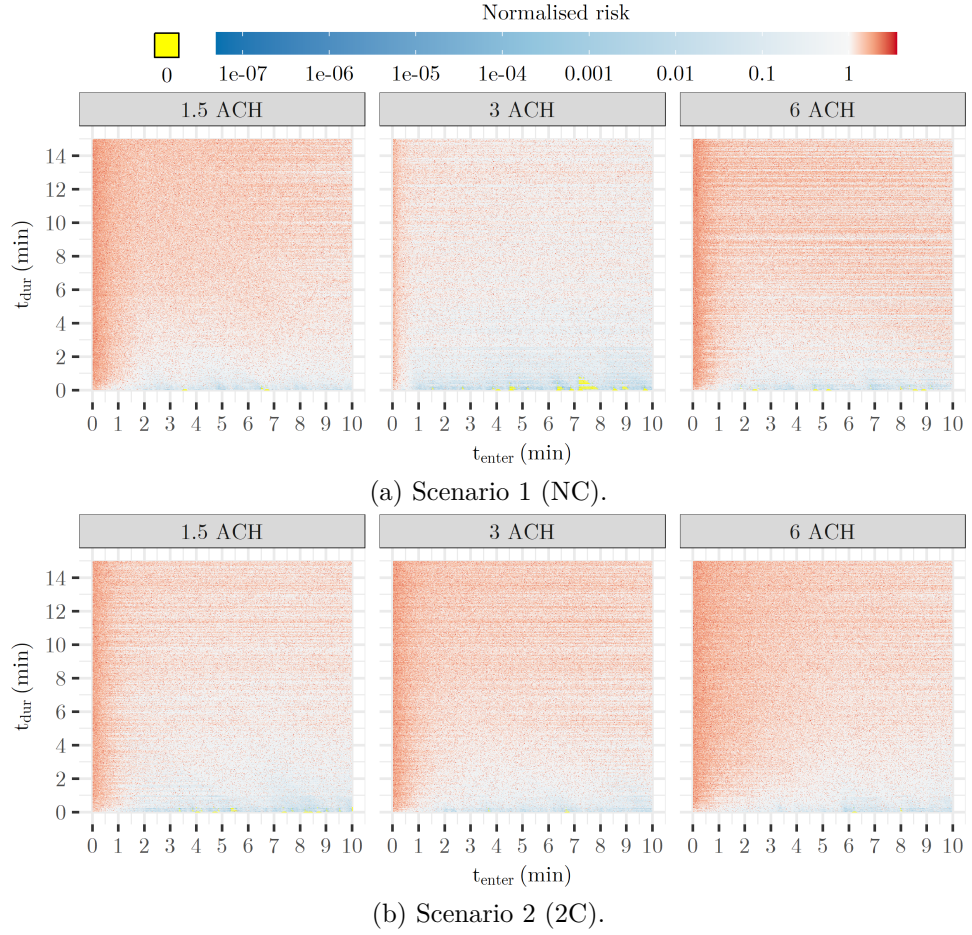 Normalised risk
0 1e-07 1e-06 1e-05 1e-04 0.001 0.01 0.1 1
1.5 ACH 3 ACH 6 ACH
14
12
10
8
6
4
2
0
t_dur (min)
0 1 2 3 4 5 6 7 8 9 10 0 1 2 3 4 5 6 7 8 9 10 0 1 2 3 4 5 6 7 8 9 10
t_enter (min)
(a) Scenario 1 (NC).
1.5 ACH 3 ACH 6 ACH
14
12
10
8
6
4
2
0
t_dur (min)
0 1 2 3 4 5 6 7 8 9 10 0 1 2 3 4 5 6 7 8 9 10 0 1 2 3 4 5 6 7 8 9 10
t_enter (min)
(b) Scenario 2 (2C).